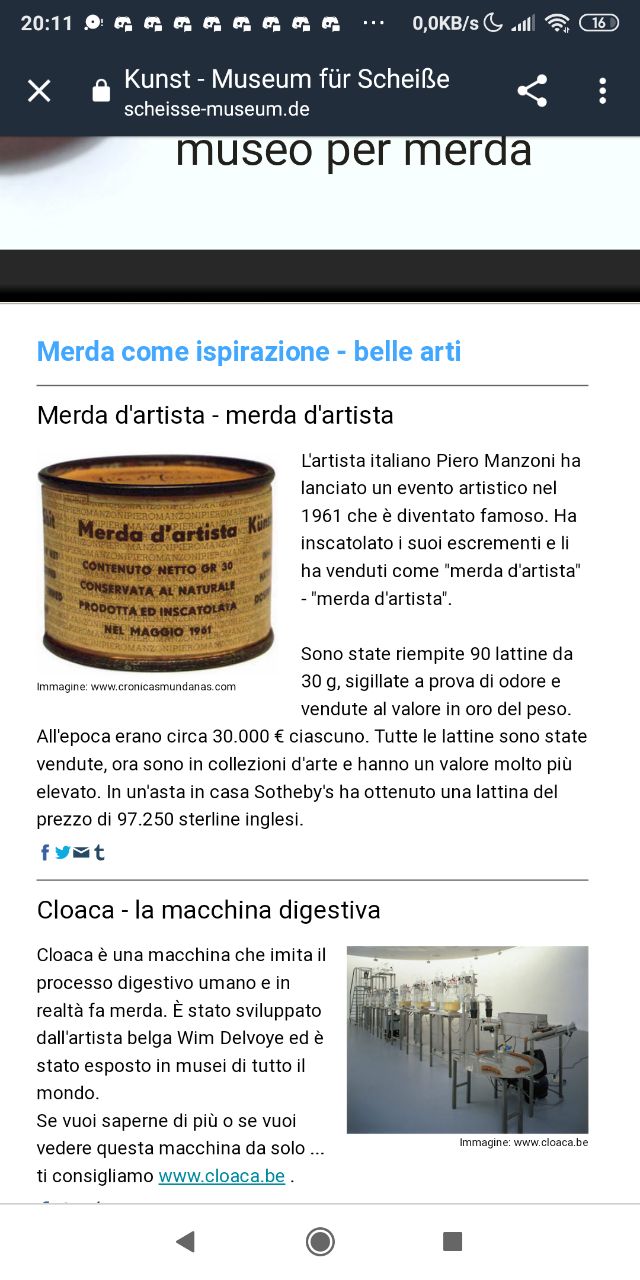 20:11
0,0KB/s
16
Kunst - Museum für Scheiße
scheisse-museum.de
museo per merda
Merda come ispirazione - belle arti
Merda d'artista - merda d'artista
Merda d'artista Kün
CONTENUTO NETTO GR 30
CONSERVATA AL NATURALE
PRODOTTA ED INSCATOLATA
NEL MAGGIO 1961
Immagine: www.cronicasmundanas.com
L'artista italiano Piero Manzoni ha
lanciato un evento artistico nel
1961 che è diventato famoso. Ha
inscatolato i suoi escrementi e li
ha venduti come "merda d'artista"
- "merda d'artista".
Sono state riempite 90 lattine da
30 g, sigillate a prova di odore e
vendute al valore in oro del peso.
All'epoca erano circa 30.000 € ciascuno. Tutte le lattine sono state
vendute, ora sono in collezioni d'arte e hanno un valore molto più
elevato. In un'asta in casa Sotheby's ha ottenuto una lattina del
prezzo di 97.250 sterline inglesi.
Cloaca - la macchina digestiva
Cloaca è una macchina che imita il
processo digestivo umano e in
realtà fa merda. È stato sviluppato
dall'artista belga Wim Delvoye ed è
stato esposto in musei di tutto il
mondo.
Se vuoi saperne di più o se vuoi
vedere questa macchina da solo ...
ti consigliamo www.cloaca.be .
Immagine: www.cloaca.be